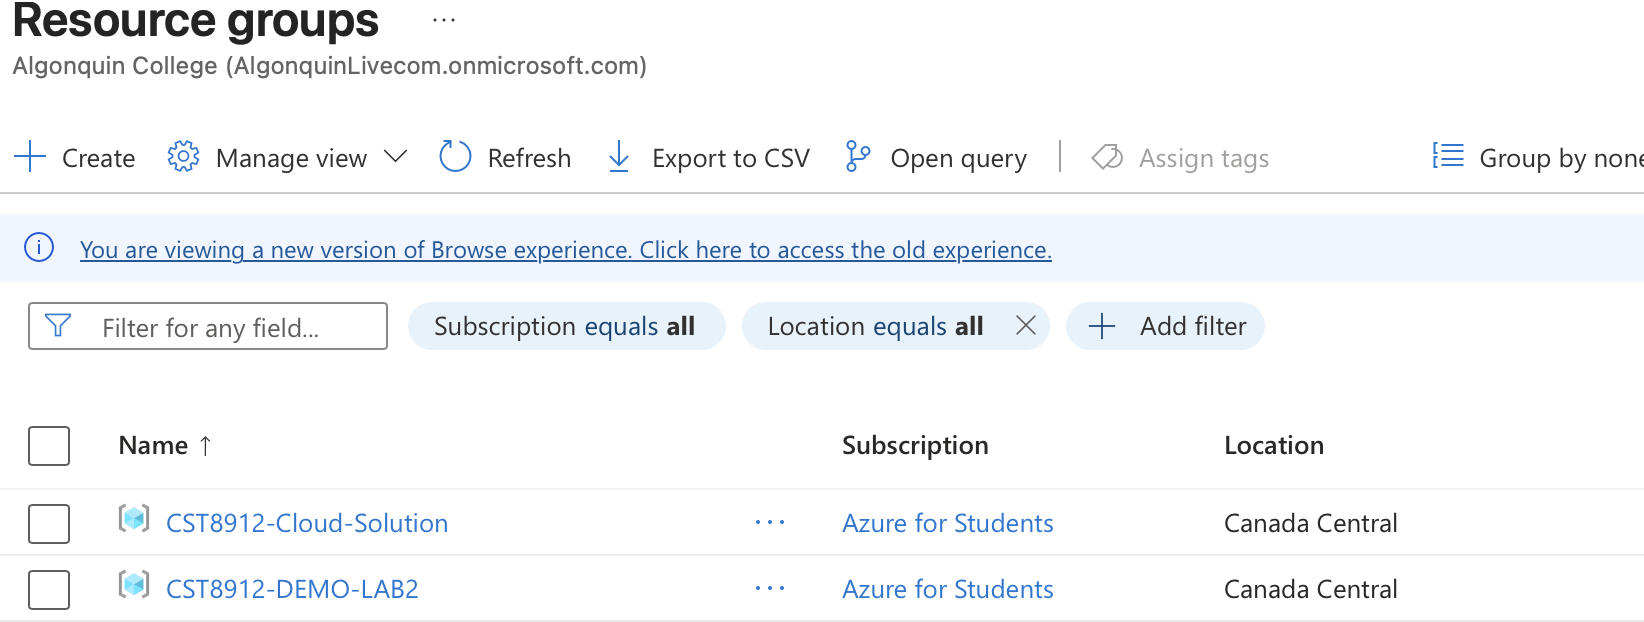 Resource groups ...
Algonquin College (AlgonquinLivecom.onmicrosoft.com)
Create Manage view Refresh Export to CSV Open query Assign tags Group by none
You are viewing a new version of Browse experience. Click here to access the old experience.
Filter for any field... Subscription equals all Location equals all Add filter
Name ↑ Subscription Location
CST8912-Cloud-Solution ... Azure for Students Canada Central
CST8912-DEMO-LAB2 ... Azure for Students Canada Central